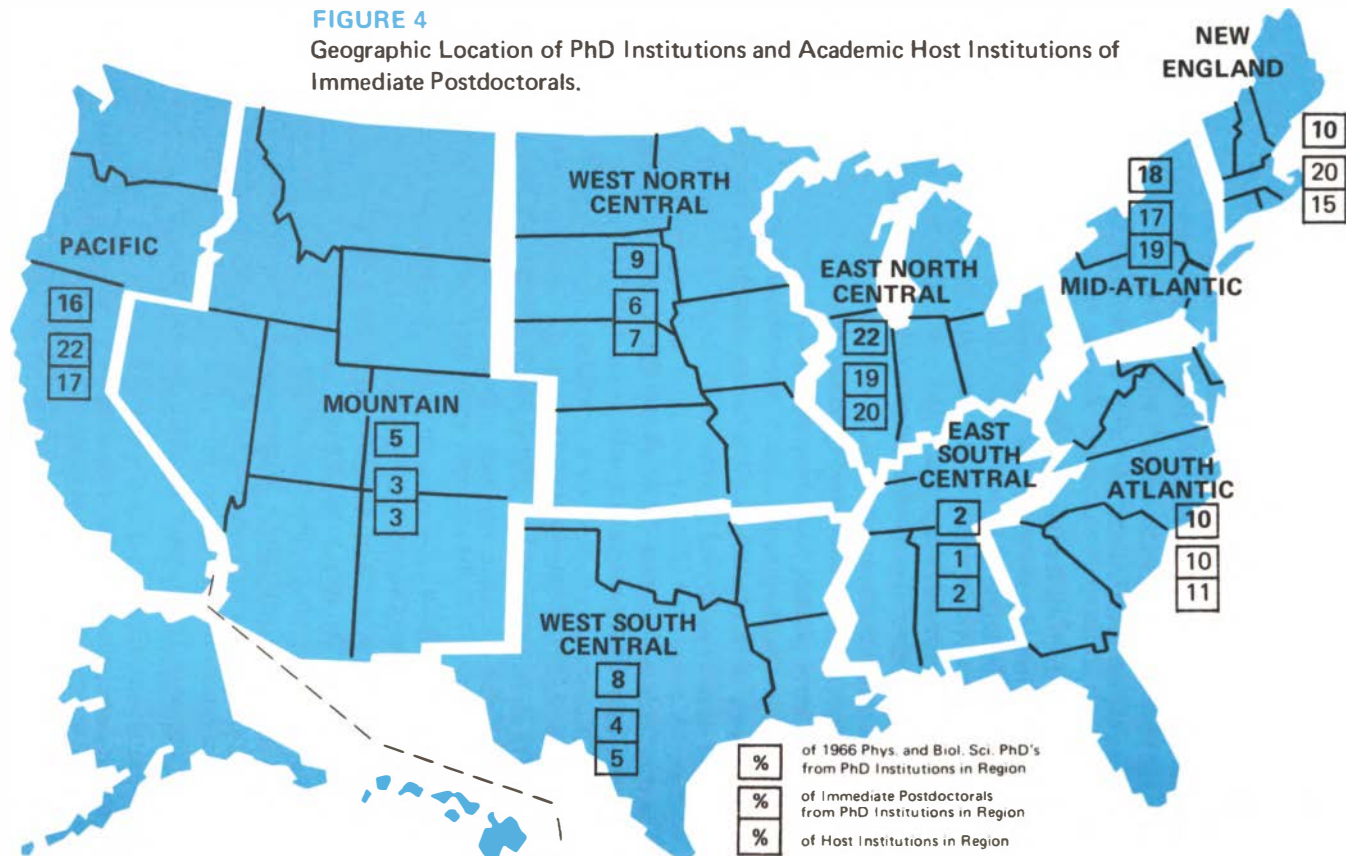 FIGURE 4
Geographic Location of PhD Institutions and Academic Host Institutions of
Immediate Postdoctorals.
NEW
ENGLAND
10
20
15
18
17
19
MID-ATLANTIC
WEST NORTH
CENTRAL
9
6
7
PACIFIC
16
22
17
EAST NORTH
CENTRAL
22
19
20
MOUNTAIN
5
3
3
EAST
SOUTH
CENTRAL
2
1
2
SOUTH
ATLANTIC
10
10
11
WEST SOUTH
CENTRAL
8
4
5
% of 1966 Phys. and Biol. Sci. PhD's
from PhD Institutions in Region
% of Immediate Postdoctorals
from PhD Institutions in Region
% of Host Institutions in Region